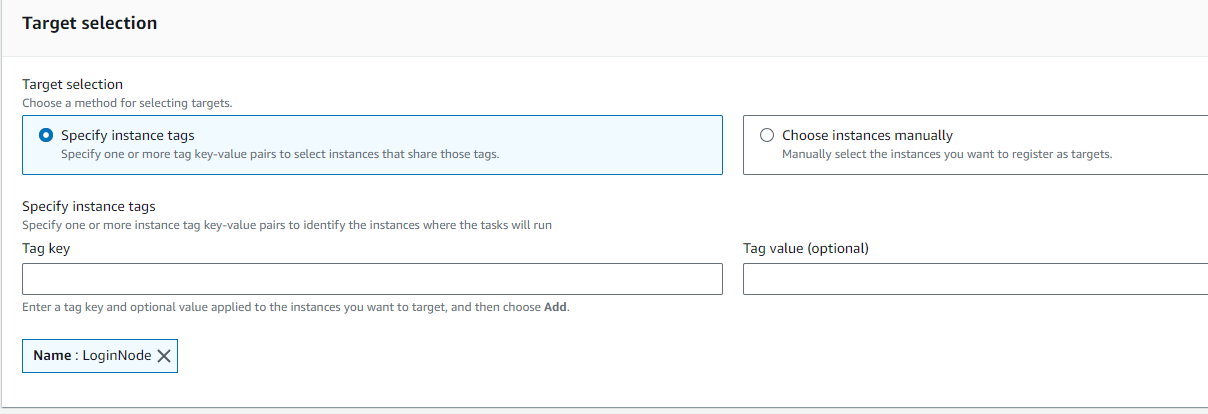 Target selection
Target selection
Choose a method for selecting targets.
Specify instance tags
Specify one or more tag key-value pairs to select instances that share those tags.
Choose instances manually
Manually select the instances you want to register as targets.
Specify instance tags
Specify one or more instance tag key-value pairs to identify the instances where the tasks will run
Tag key
Tag value (optional)
Enter a tag key and optional value applied to the instances you want to target, and then choose Add.
Name : LoginNode